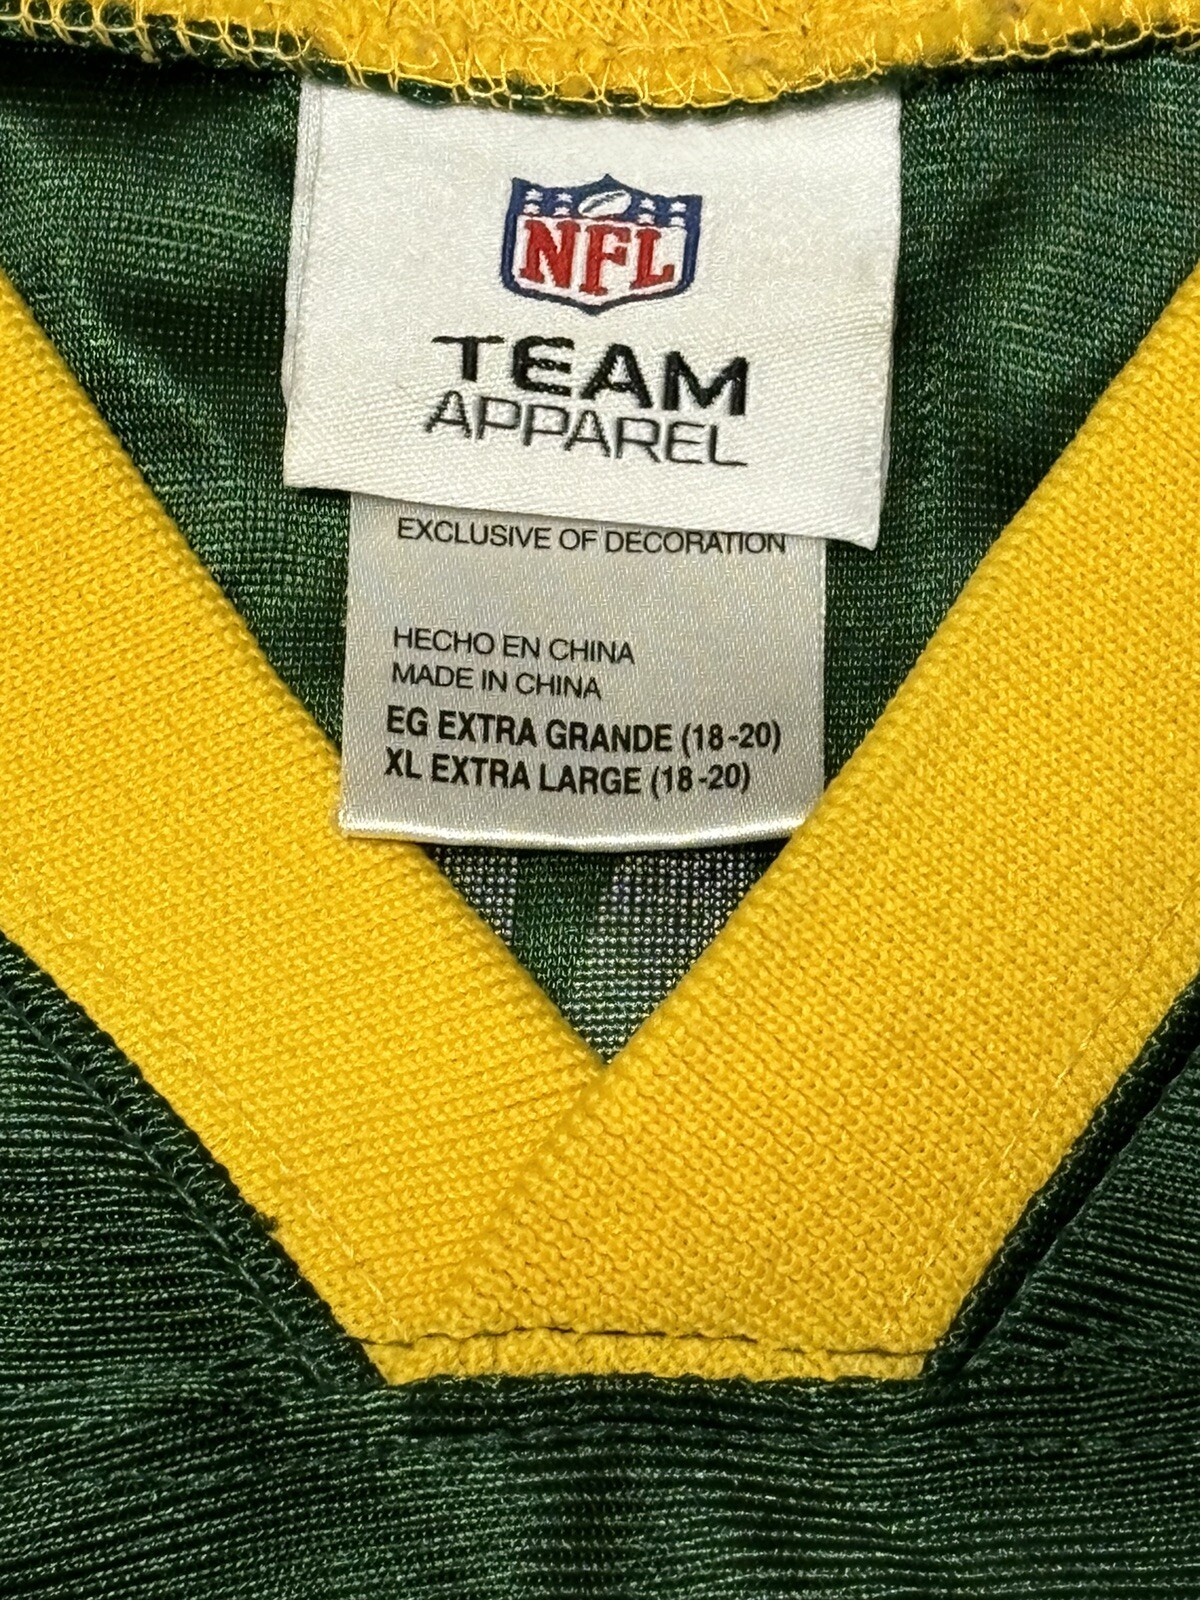 NFL
TEAM
APPAREL
EXCLUSIVE OF DECORATION
HECHO EN CHINA
MADE IN CHINA
EG EXTRA GRANDE (18-20)
XL EXTRA LARGE (18-20)